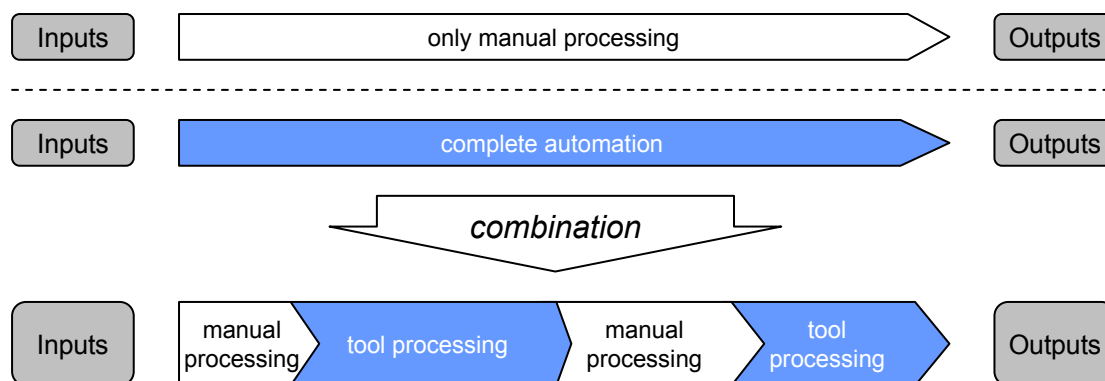 Inputs
only manual processing
Outputs
Inputs
complete automation
Outputs
combination
Inputs
manual
processing
tool processing
manual
processing
tool
processing
Outputs